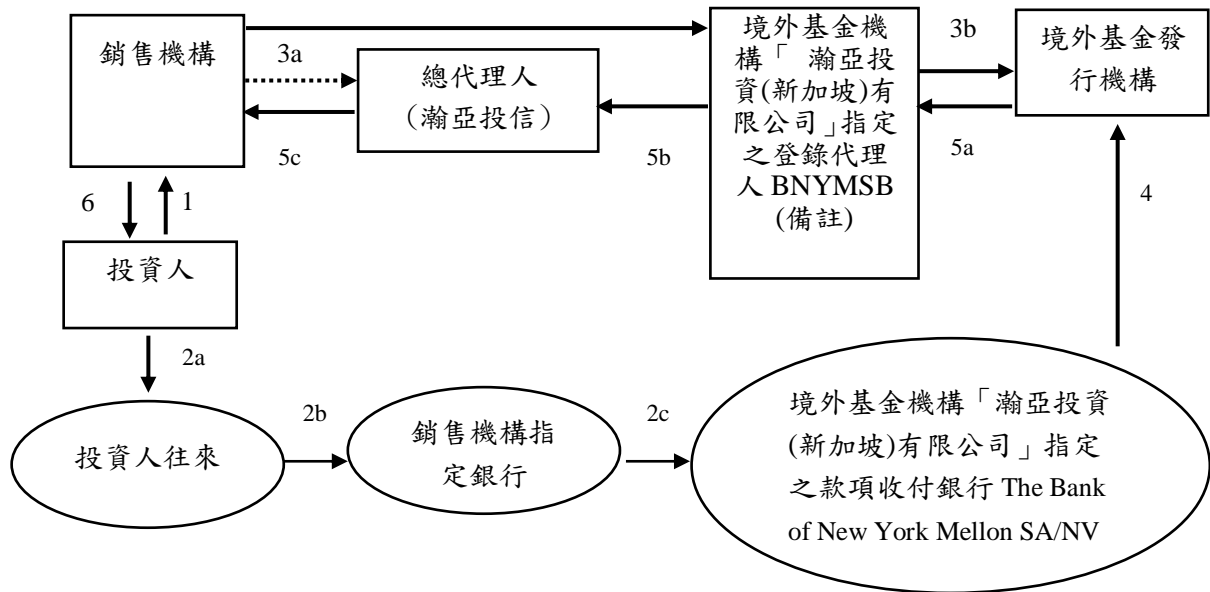 銷售機構
3a
總代理人
(瀚亞投信)
5c
5b
境外基金機
構「 瀚亞投
資(新加坡)有
限公司」指定
之登錄代理
人 BNYMSB
(備註)
3b
5a
境外基金發
行機構
4
6
1
投資人
2a
投資人往來
2b
銷售機構指
定銀行
2c
境外基金機構「瀚亞投資
(新加坡)有限公司」指定
之款項收付銀行 The Bank
of New York Mellon SA/NV